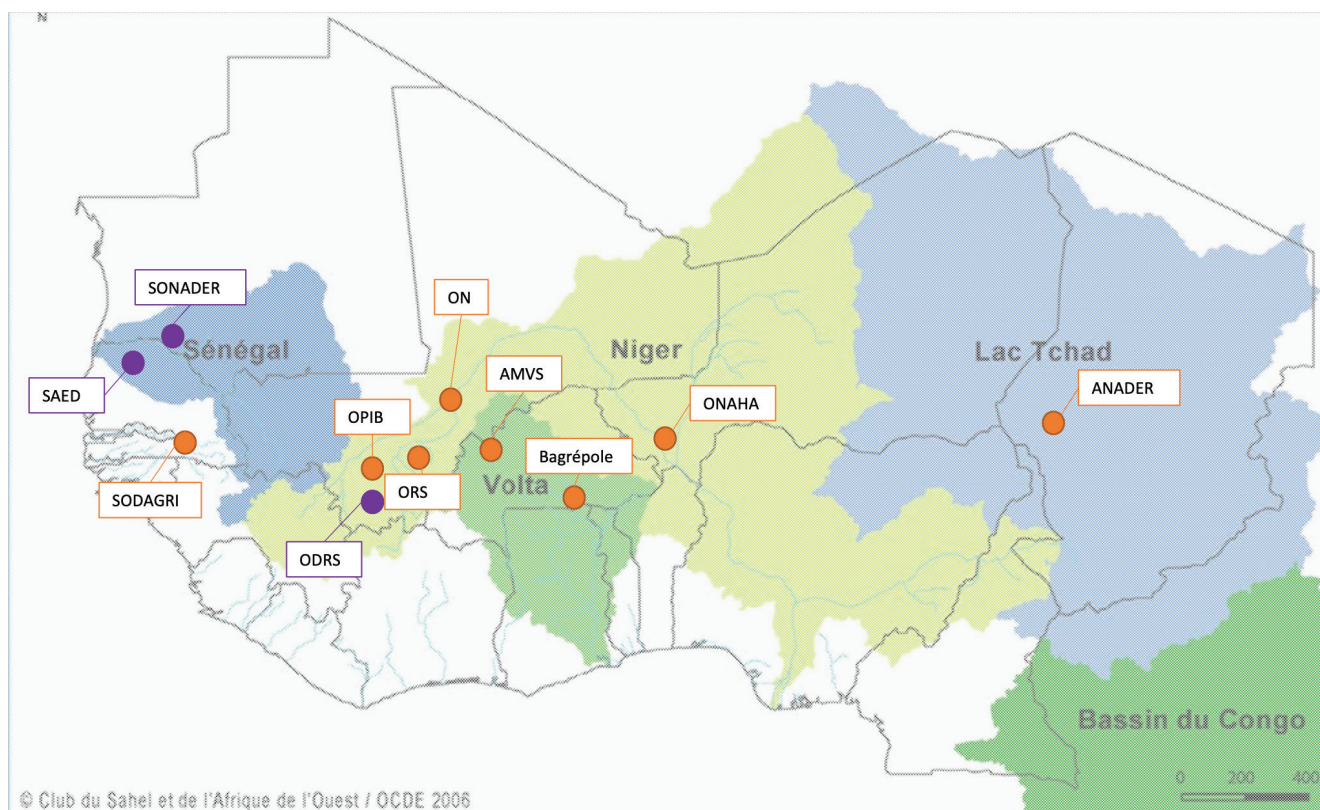 N
SONADER
ON
Sénégal
Niger
Lac Tchad
AMVS
SAED
ANADER
OPIB
ONAHA
Bagrépole
Volta
ORS
SODAGRI
ODRS
Bassin du Congo
0 200 400
© Club du Sahel et de l'Afrique de l'Ouest / OCDE 2006